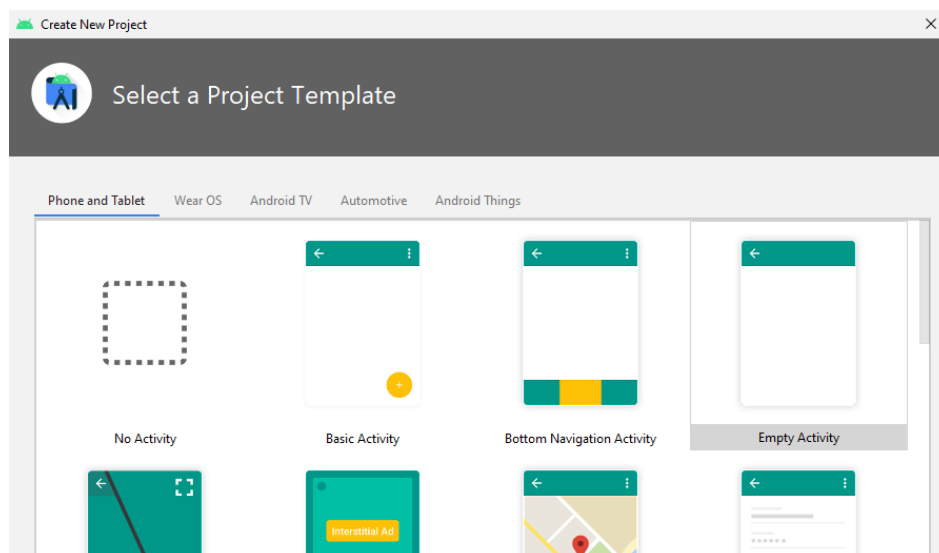 Create New Project
Select a Project Template
Phone and Tablet Wear OS Android TV Automotive Android Things
No Activity Basic Activity Bottom Navigation Activity Empty Activity
Interstitial Ad